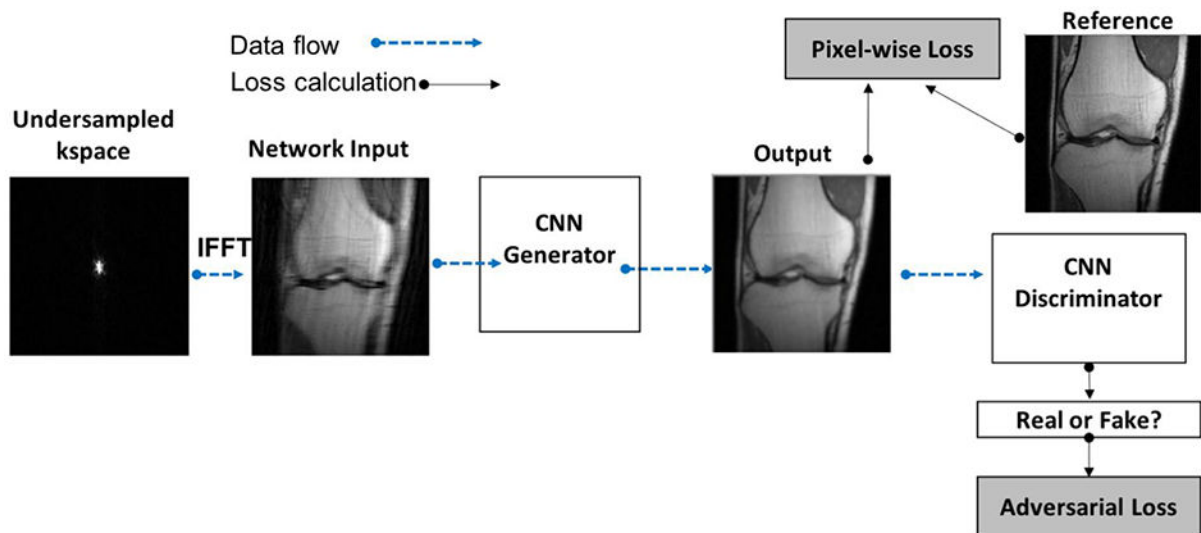 Data flow
Loss calculation
Undersampled
kspace
IFFT
Network Input
CNN
Generator
Output
Pixel-wise Loss
Reference
CNN
Discriminator
Real or Fake?
Adversarial Loss